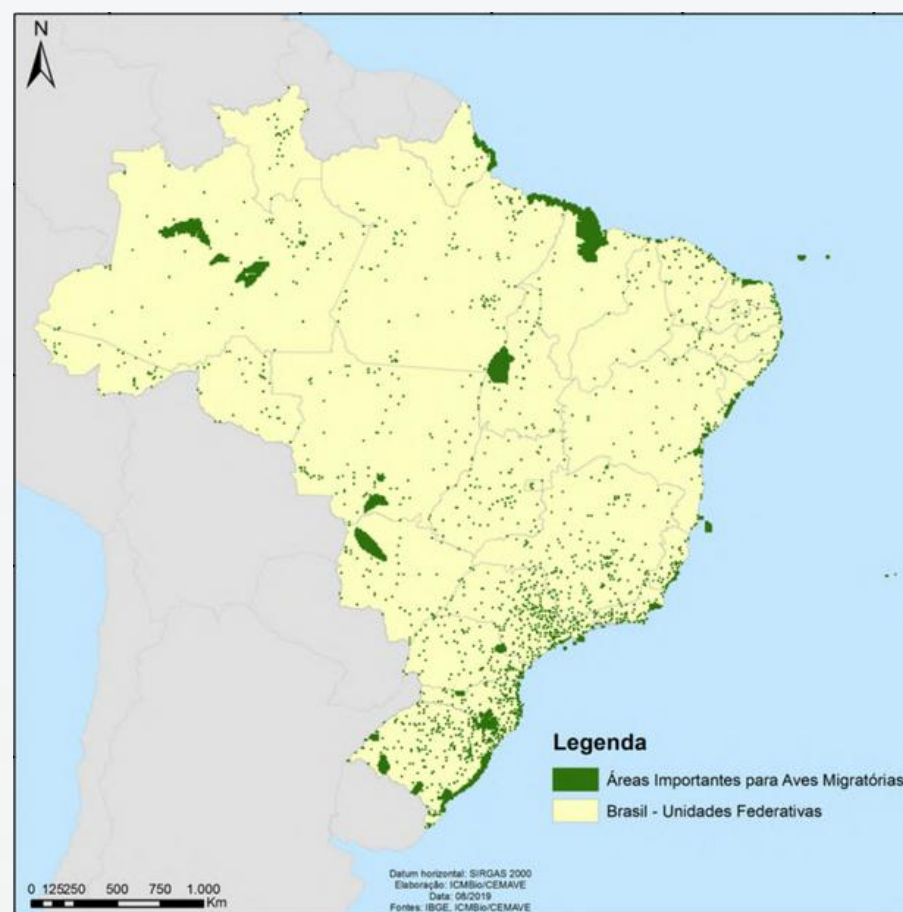 N
Legenda
Áreas Importantes para Aves Migratórias
Brasil - Unidades Federativas
0 125250 500 750 1.000
Km
Datum horizontal: SIRGAS 2000
Elaboração: ICMBio/CEMAVE
Data: 08/2019
Fontes: IBGE, ICMBio/CEMAVE